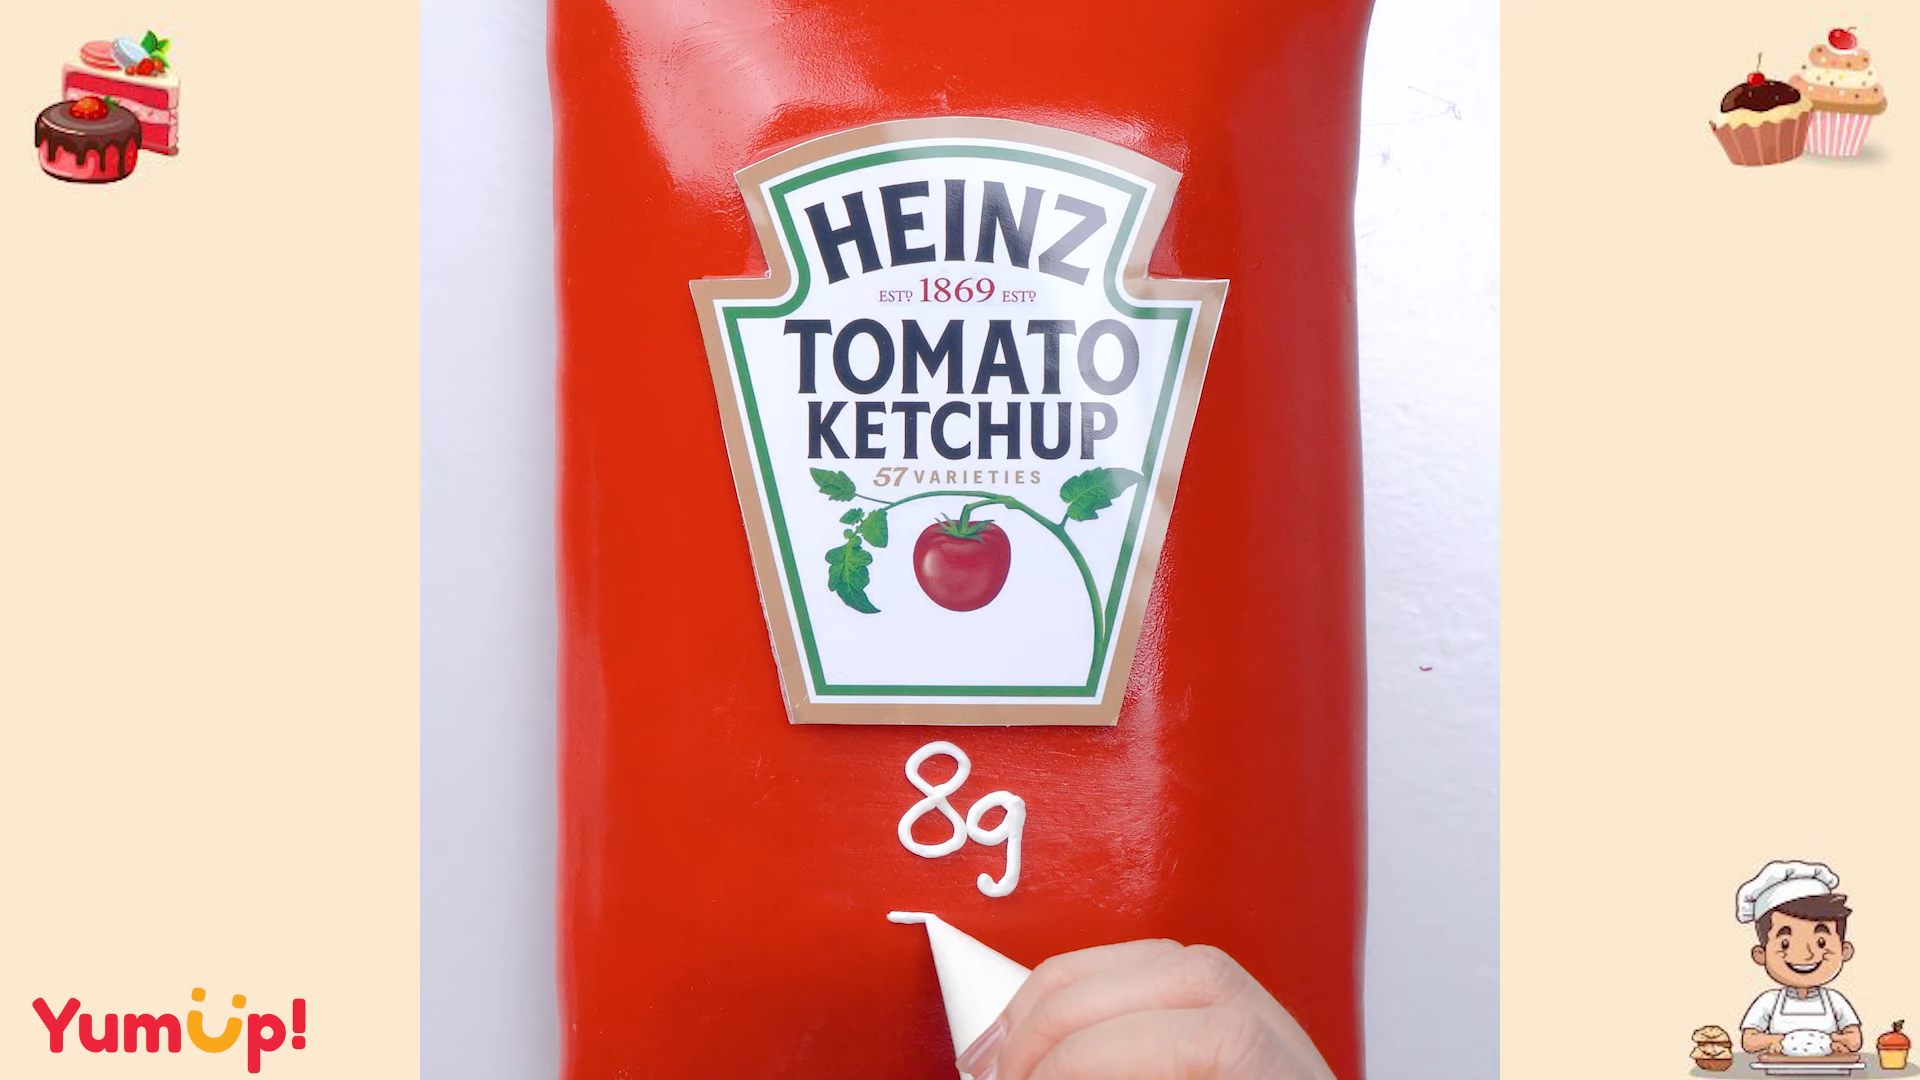 HEINZ
ESTD 1869 ESTD
TOMATO
KETCHUP
57 VARIETIES
8g
YumUp!